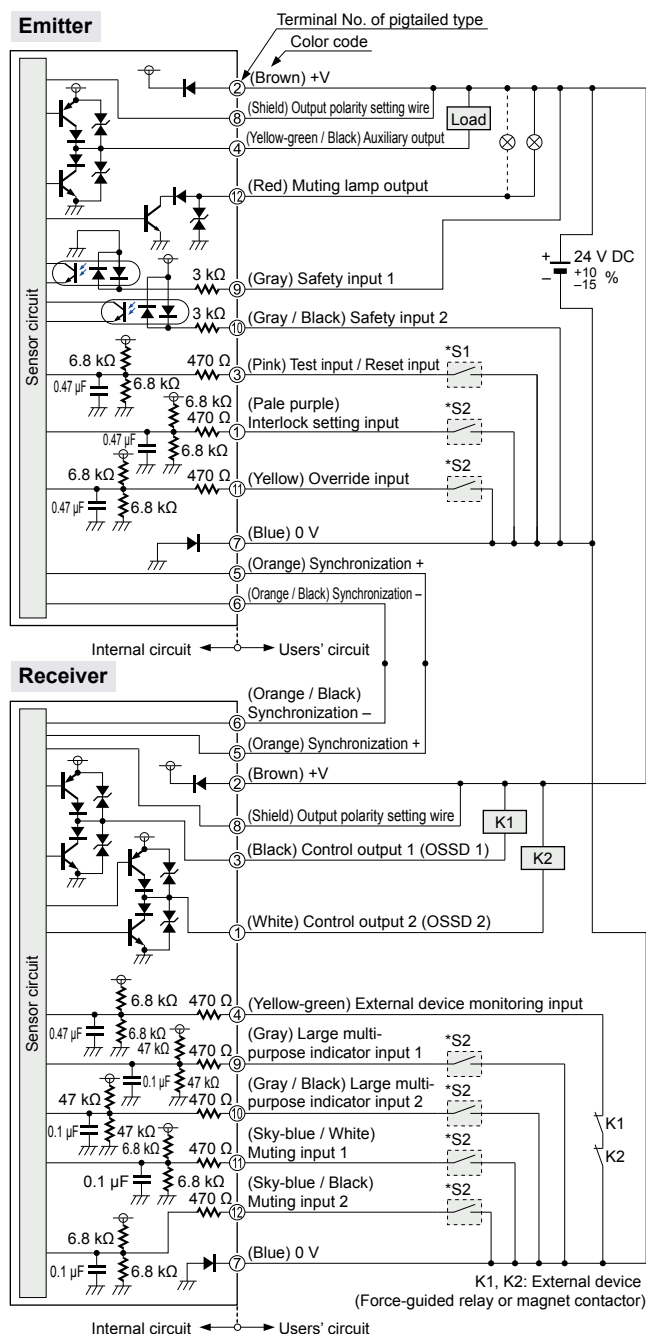 Emitter
Terminal No. of pigtailed type
Color code
Sensor circuit
② (Brown) +V
⑧ (Shield) Output polarity setting wire
Load
④ (Yellow-green / Black) Auxiliary output
⑫ (Red) Muting lamp output
+
–
24 V DC
+10
–15 %
3 kΩ
⑨ (Gray) Safety input 1
3 kΩ
⑩ (Gray / Black) Safety input 2
6.8 kΩ
470 Ω
③ (Pink) Test input / Reset input
*S1
0.47 µF
6.8 kΩ
6.8 kΩ
470 Ω
(Pale purple)
① Interlock setting input
*S2
0.47 µF
6.8 kΩ
6.8 kΩ
470 Ω
⑪ (Yellow) Override input
*S2
0.47 µF
6.8 kΩ
⑦ (Blue) 0 V
⑤ (Orange) Synchronization +
⑥ (Orange / Black) Synchronization –
Internal circuit
Users' circuit
Receiver
Sensor circuit
(Orange / Black)
⑥ Synchronization –
⑤ (Orange) Synchronization +
② (Brown) +V
⑧ (Shield) Output polarity setting wire
K1
③ (Black) Control output 1 (OSSD 1)
K2
① (White) Control output 2 (OSSD 2)
6.8 kΩ
470 Ω
④ (Yellow-green) External device monitoring input
0.47 µF
6.8 kΩ
47 kΩ
470 Ω
(Gray) Large multi-
⑨ purpose indicator input 1
*S2
0.1 µF
47 kΩ
47 kΩ
470 Ω
(Gray / Black) Large multi-
⑩ purpose indicator input 2
*S2
K1
K2
0.1 µF
47 kΩ
6.8 kΩ
470 Ω
(Sky-blue / White)
⑪ Muting input 1
*S2
0.1 µF
6.8 kΩ
470 Ω
(Sky-blue / Black)
⑫ Muting input 2
*S2
6.8 kΩ
0.1 µF
6.8 kΩ
⑦ (Blue) 0 V
K1, K2: External device
(Force-guided relay or magnet contactor)
Internal circuit
Users' circuit